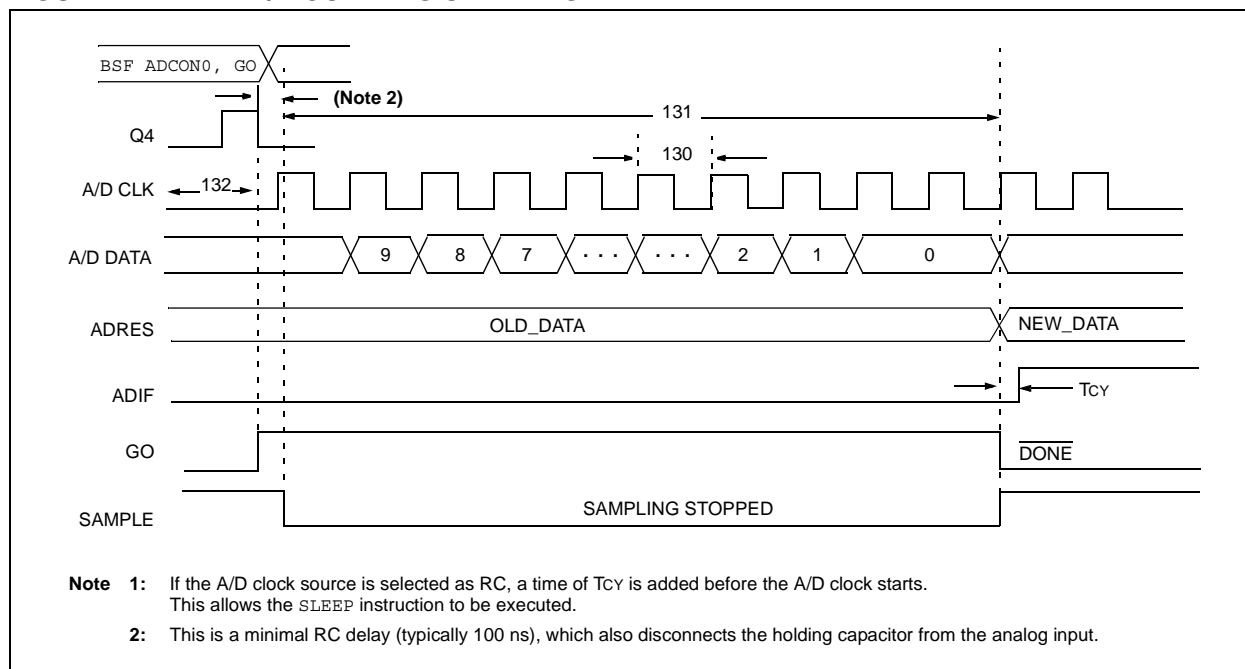 BSF ADCON0, GO
(Note 2)
131
Q4
130
A/D CLK
132
A/D DATA
9 8 7 . . . . . . 2 1 0
ADRES
OLD_DATA
NEW_DATA
ADIF
TCY
GO
DONE
SAMPLE
SAMPLING STOPPED
Note 1: If the A/D clock source is selected as RC, a time of TCY is added before the A/D clock starts.
This allows the SLEEP instruction to be executed.
2: This is a minimal RC delay (typically 100 ns), which also disconnects the holding capacitor from the analog input.